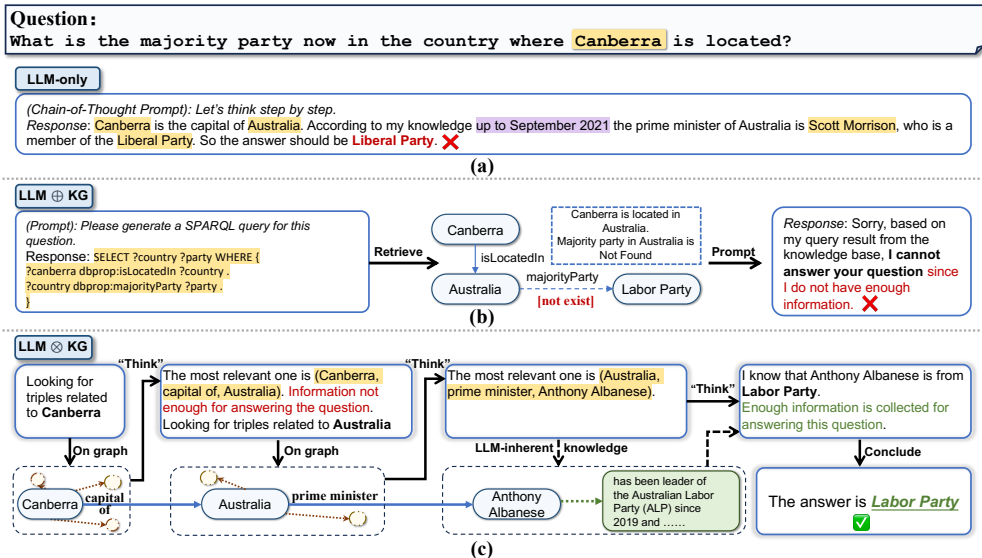 Question:
What is the majority party now in the country where Canberra is located?
LLM-only
(Chain-of-Thought Prompt): Let's think step by step.
Response: Canberra is the capital of Australia. According to my knowledge up to September 2021 the prime minister of Australia is Scott Morrison, who is a
member of the Liberal Party. So the answer should be Liberal Party.
(a)
LLM ⊕ KG
(Prompt): Please generate a SPARQL query for this
question.
Response: SELECT ?country ?party WHERE {
?canberra dbprop:isLocatedIn ?country .
?country dbprop:majorityParty ?party .
}
Retrieve
Canberra
isLocatedIn
Australia
majorityParty
[not exist]
Labor Party
Canberra is located in
Australia.
Majority party in Australia is
Not Found
Prompt
Response: Sorry, based on
my query result from the
knowledge base, I cannot
answer your question since
I do not have enough
information.
(b)
LLM ⊗ KG
Looking for
triples related
to Canberra
"Think"
The most relevant one is (Canberra,
capital of, Australia). Information not
enough for answering the question.
Looking for triples related to Australia
"Think"
The most relevant one is (Australia,
prime minister, Anthony Albanese).
"Think"
I know that Anthony Albanese is from
Labor Party.
Enough information is collected for
answering this question.
On graph
On graph
LLM-inherent knowledge
Conclude
Canberra
capital
of
Australia
prime minister
Anthony
Albanese
has been leader of
the Australian Labor
Party (ALP) since
2019 and ......
The answer is Labor Party
(c)